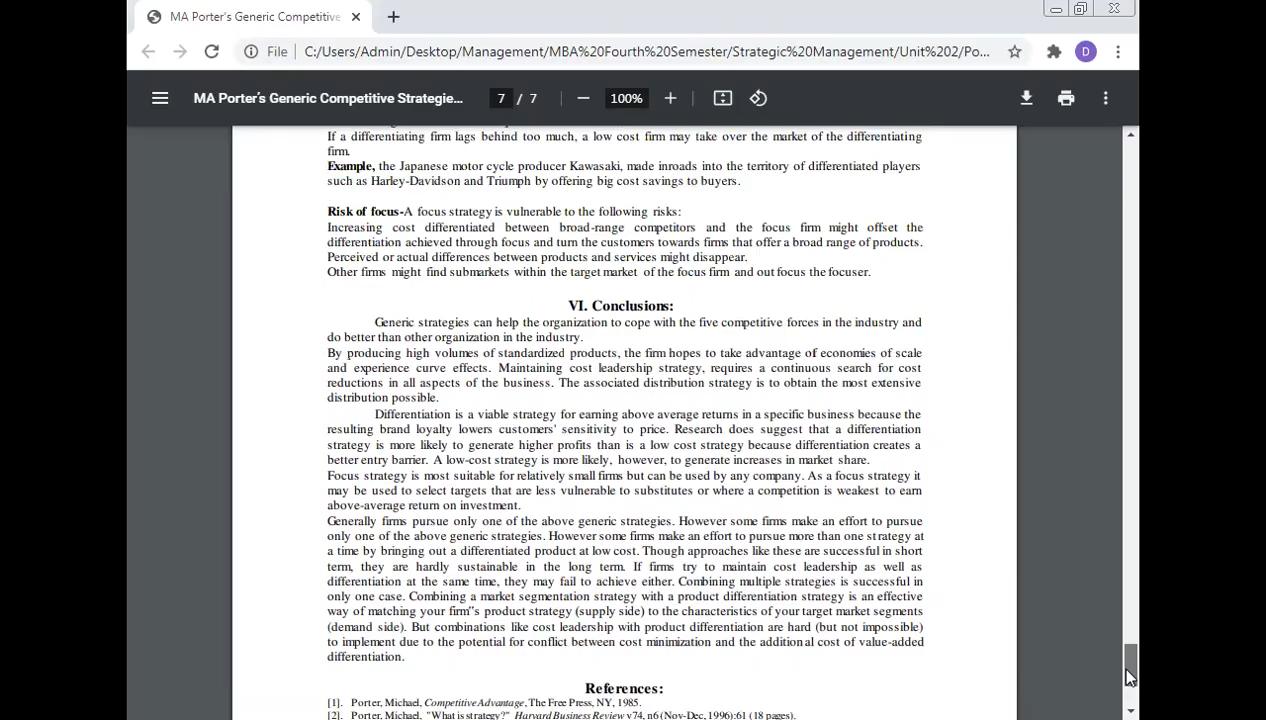 MA Porter's Generic Competitive
File
C:/Users/Admin/Desktop/Management/MBA%20Fourth%20Semester/Strategic%20Management/Unit%202/Po...
D
MA Porter's Generic Competitive Strategie...
7 / 7
100%
If a differentiating firm lags behind too much, a low cost firm may take over the market of the differentiating
firm.
Example, the Japanese motor cycle producer Kawasaki, made inroads into the territory of differentiated players
such as Harley-Davidson and Triumph by offering big cost savings to buyers.
Risk of focus-A focus strategy is vulnerable to the following risks:
Increasing cost differentiated between broad-range competitors and the focus firm might offset the
differentiation achieved through focus and turn the customers towards firms that offer a broad range of products.
Perceived or actual differences between products and services might disappear.
Other firms might find submarkets within the target market of the focus firm and out focus the focuser.
VI. Conclusions:
Generic strategies can help the organization to cope with the five competitive forces in the industry and
do better than other organization in the industry.
By producing high volumes of standardized products, the firm hopes to take advantage of economies of scale
and experience curve effects. Maintaining cost leadership strategy, requires a continuous search for cost
reductions in all aspects of the business. The associated distribution strategy is to obtain the most extensive
distribution possible.
Differentiation is a viable strategy for earning above average returns in a specific business because the
resulting brand loyalty lowers customers' sensitivity to price. Research does suggest that a differentiation
strategy is more likely to generate higher profits than is a low cost strategy because differentiation creates a
better entry barrier. A low-cost strategy is more likely, however, to generate increases in market share.
Focus strategy is most suitable for relatively small firms but can be used by any company. As a focus strategy it
may be used to select targets that are less vulnerable to substitutes or where a competition is weakest to earn
above-average return on investment.
Generally firms pursue only one of the above generic strategies. However some firms make an effort to pursue
only one of the above generic strategies. However some firms make an effort to pursue more than one strategy at
a time by bringing out a differentiated product at low cost. Though approaches like these are successful in short
term, they are hardly sustainable in the long term. If firms try to maintain cost leadership as well as
differentiation at the same time, they may fail to achieve either. Combining multiple strategies is successful in
only one case. Combining a market segmentation strategy with a product differentiation strategy is an effective
way of matching your firm"s product strategy (supply side) to the characteristics of your target market segments
(demand side). But combinations like cost leadership with product differentiation are hard (but not impossible)
to implement due to the potential for conflict between cost minimization and the additional cost of value-added
differentiation.
References:
[1]. Porter, Michael, Competitive Advantage, The Free Press, NY, 1985.
[2]. Porter, Michael, "What is strategy?" Harvard Business Review v74, n6 (Nov-Dec, 1996):61 (18 pages).